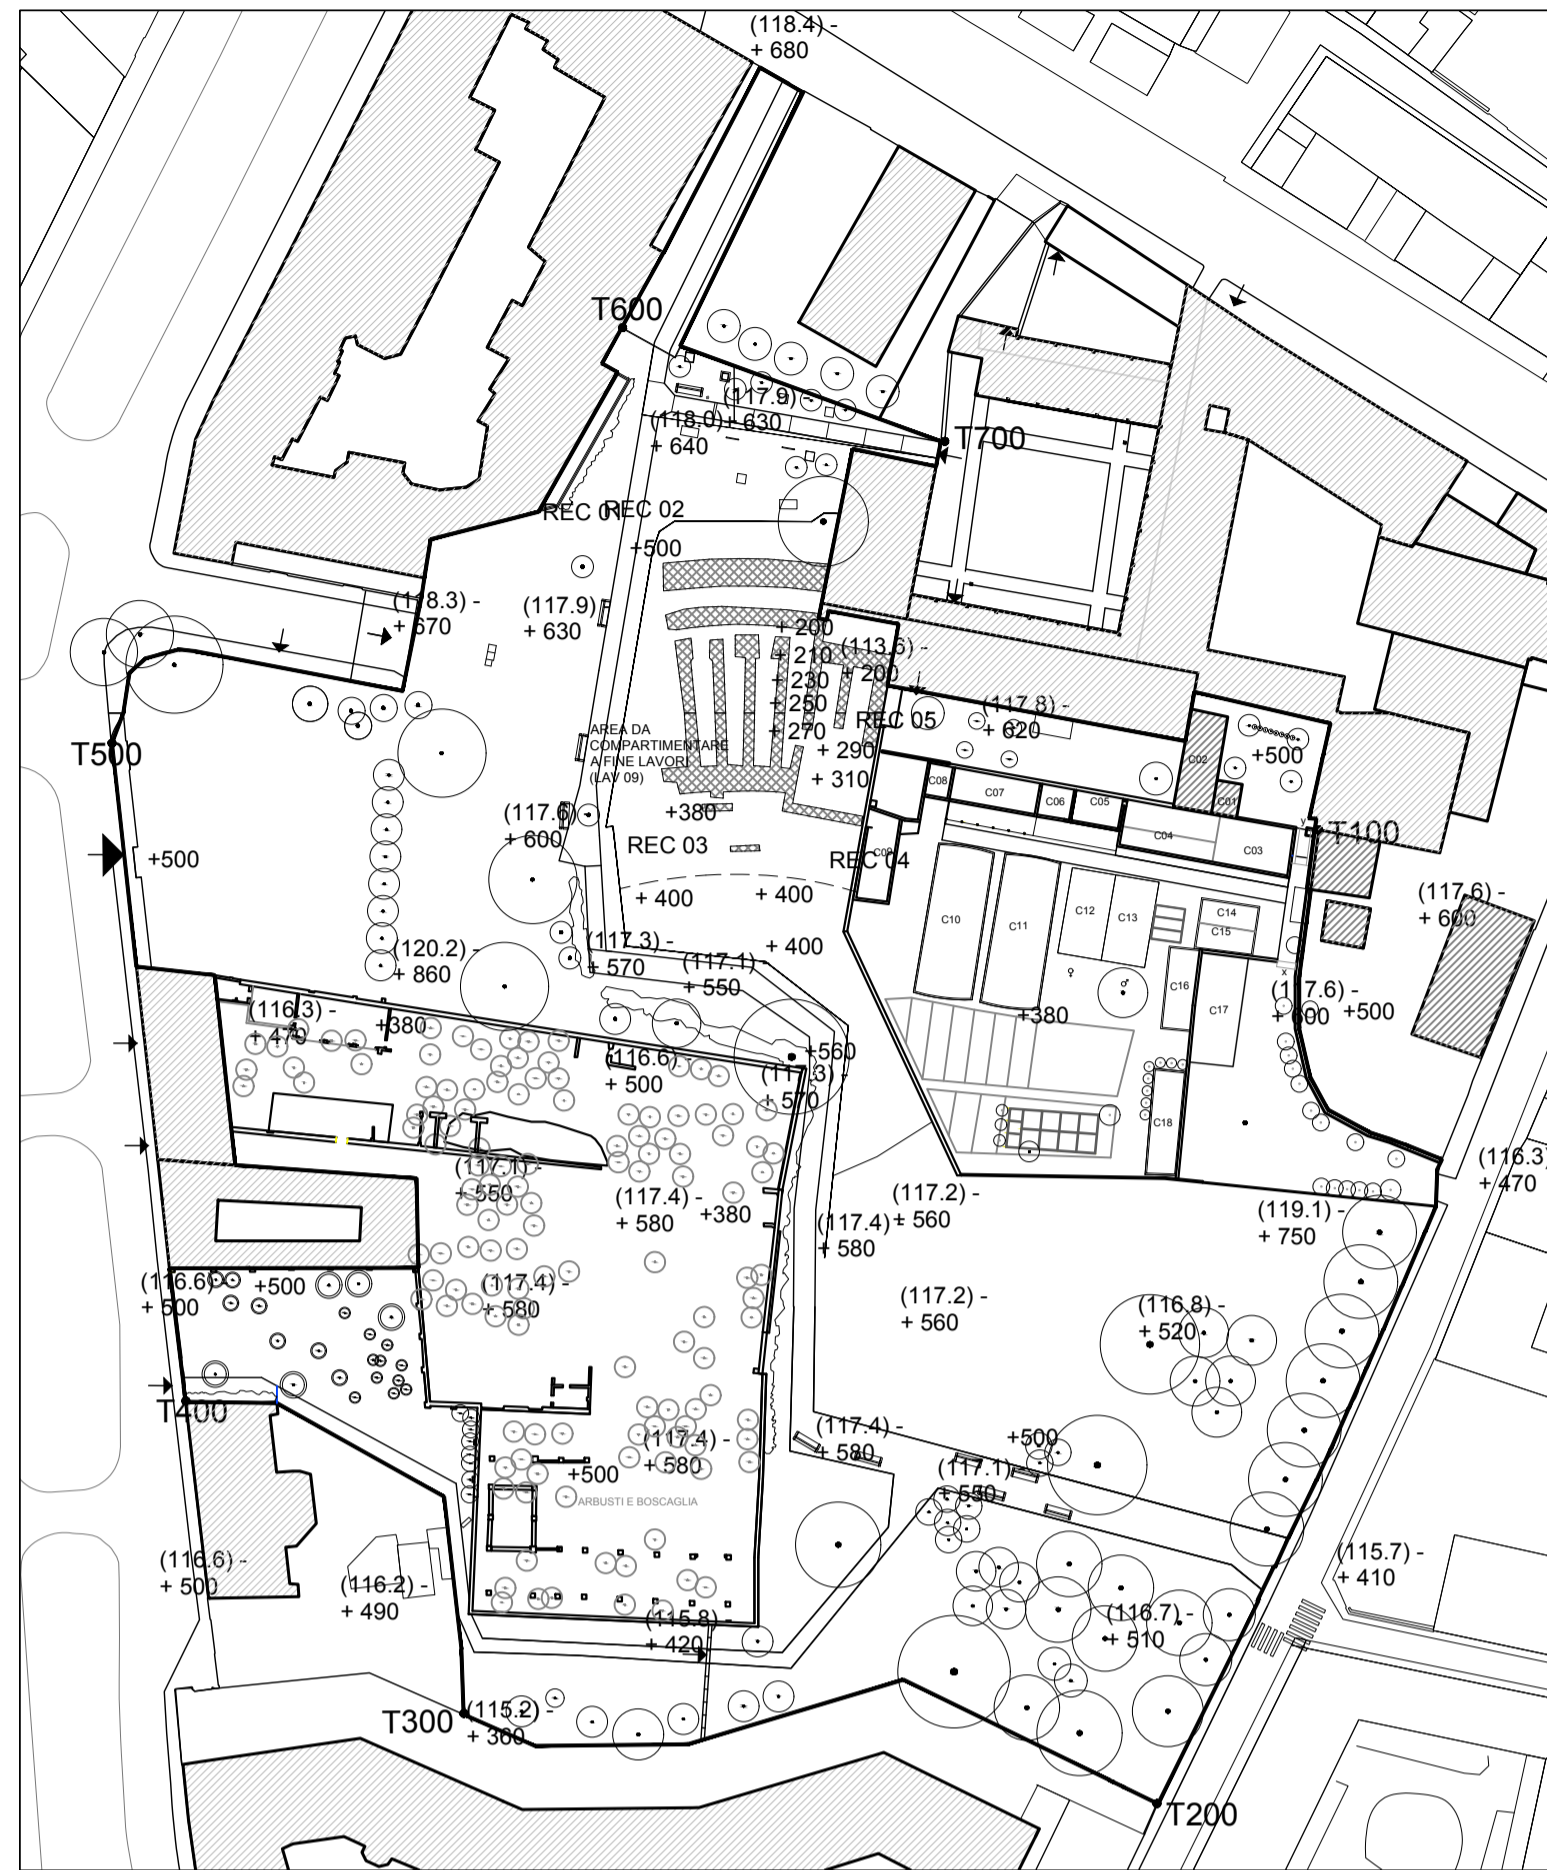 (118.4) -
+ 680
T600
(117.9) -
+ 630
(118.0)
+ 640
T700
REC 02
+500
(117.9)
+ 630
+ 670
+ 200
+ 210
+ 230
+ 250
+ 270
+ 290
+ 310
(113.6) -
+ 200
REC 05
(117.8) -
+ 620
+500
T500
AREA DA
COMPARTIMENTARE
A FINE LAVORI
(LAV 09)
C02
C01
C08
C07
C06
C05
C04
C03
y
T100
+500
(117.6) -
+ 600
+380
REC 03
REC 04
C09
+ 400
+ 400
+ 400
C10
C11
C12
C13
C14
C15
C16
C17
C18
x
♀
♂
(117.6) -
+ 600
(120.2) -
+ 860
(117.3) -
+ 570
(117.1) -
+ 550
(117.6) -
+ 600
+500
+380
(116.3) -
+ 470
+380
(116.6) -
+ 500
+560
+ 570
(117.1) -
+ 550
(117.4) -
+ 580
+380
(117.2) -
+ 560
(117.4) -
+ 580
(119.1) -
+ 750
(116.3)
+ 470
(116.6) -
+ 500
+500
(117.4) -
+ 580
(117.2) -
+ 560
(116.8) -
+ 520
T400
(117.4) -
+ 580
(117.4) -
+ 580
+500
(117.1) -
+ 550
+500
ARBUSTI E BOSCAGLIA
(116.6) -
+ 500
(116.2) -
+ 490
(115.7) -
+ 410
(116.7) -
+ 510
(115.8) -
+ 420
T300
(115.2) -
+ 360
T200